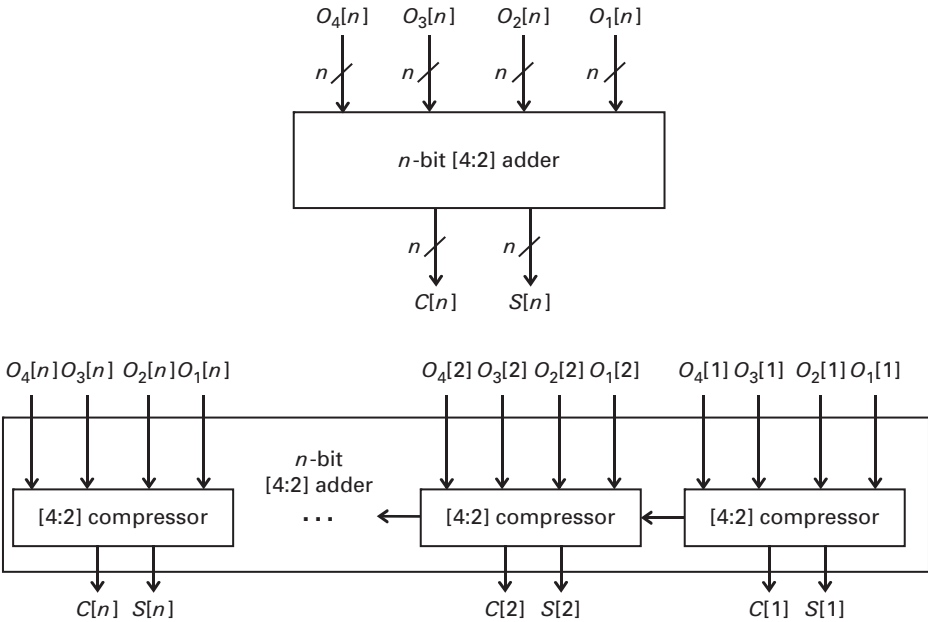 O₄[n] O₃[n] O₂[n] O₁[n]
n n n n
n-bit [4:2] adder
n n
C[n] S[n]
O₄[n] O₃[n] O₂[n] O₁[n] O₄[2] O₃[2] O₂[2] O₁[2] O₄[1] O₃[1] O₂[1] O₁[1]
n-bit
[4:2] adder
[4:2] compressor ... [4:2] compressor [4:2] compressor
C[n] S[n] C[2] S[2] C[1] S[1]